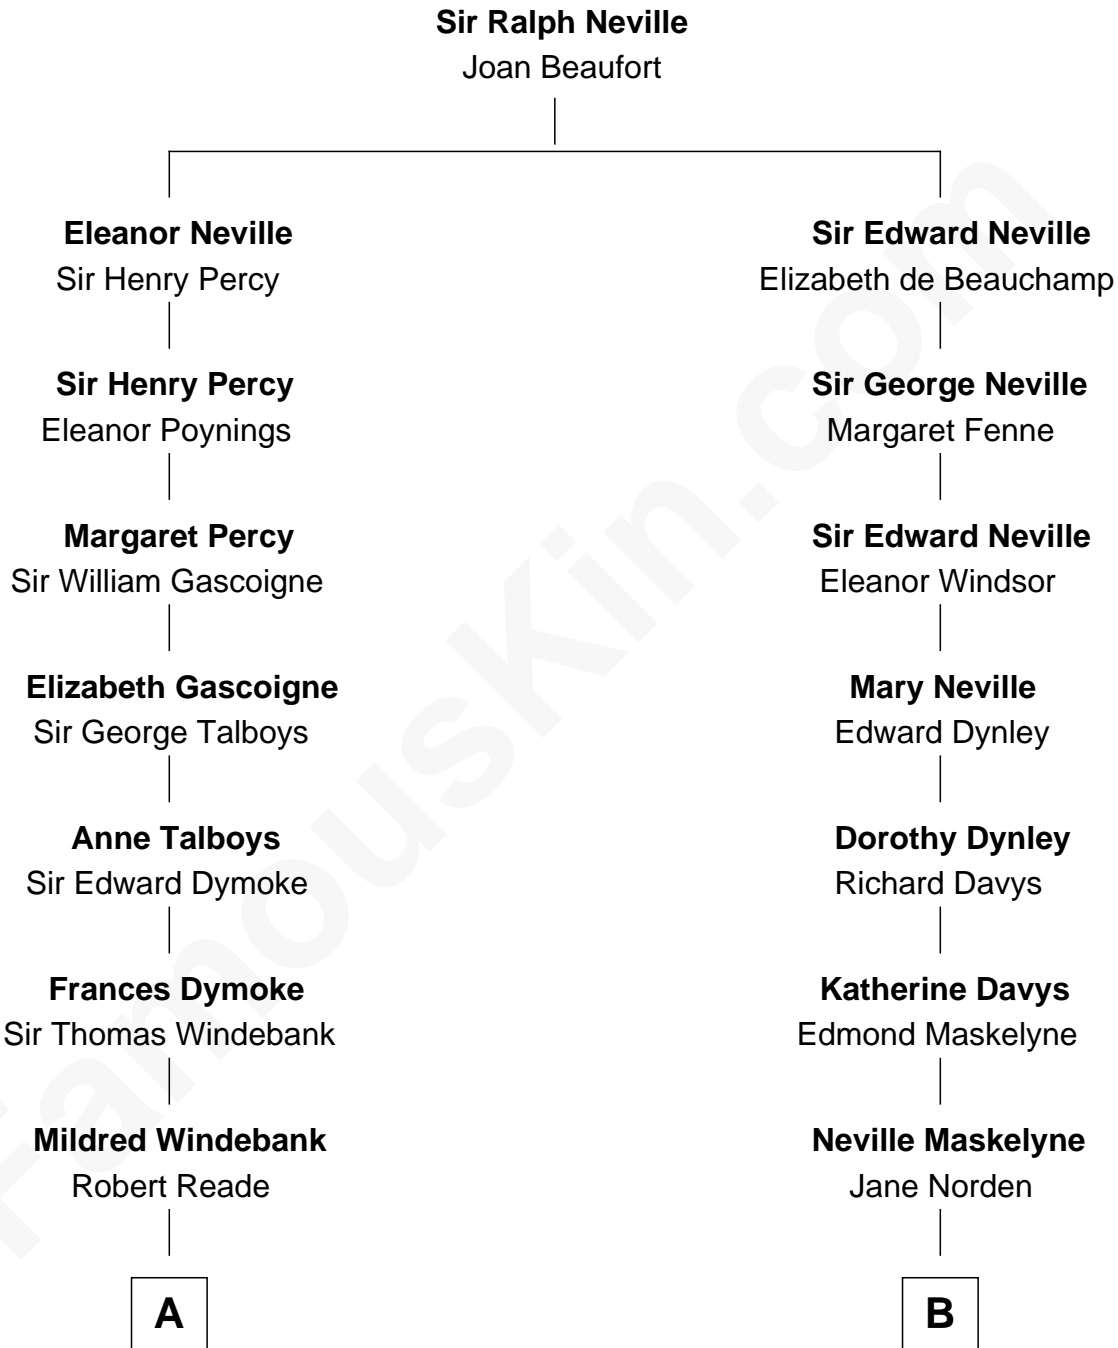 Sir Ralph Neville
Joan Beaufort
Eleanor Neville
Sir Henry Percy
Sir Edward Neville
Elizabeth de Beauchamp
Sir Henry Percy
Eleanor Poynings
Sir George Neville
Margaret Fenne
Margaret Percy
Sir William Gascoigne
Sir Edward Neville
Eleanor Windsor
Elizabeth Gascoigne
Sir George Talboys
Mary Neville
Edward Dynley
Anne Talboys
Sir Edward Dymoke
Dorothy Dynley
Richard Davys
Frances Dymoke
Sir Thomas Windebank
Katherine Davys
Edmond Maskelyne
Mildred Windebank
Robert Reade
Neville Maskelyne
Jane Norden
A
B
FamousKin.com